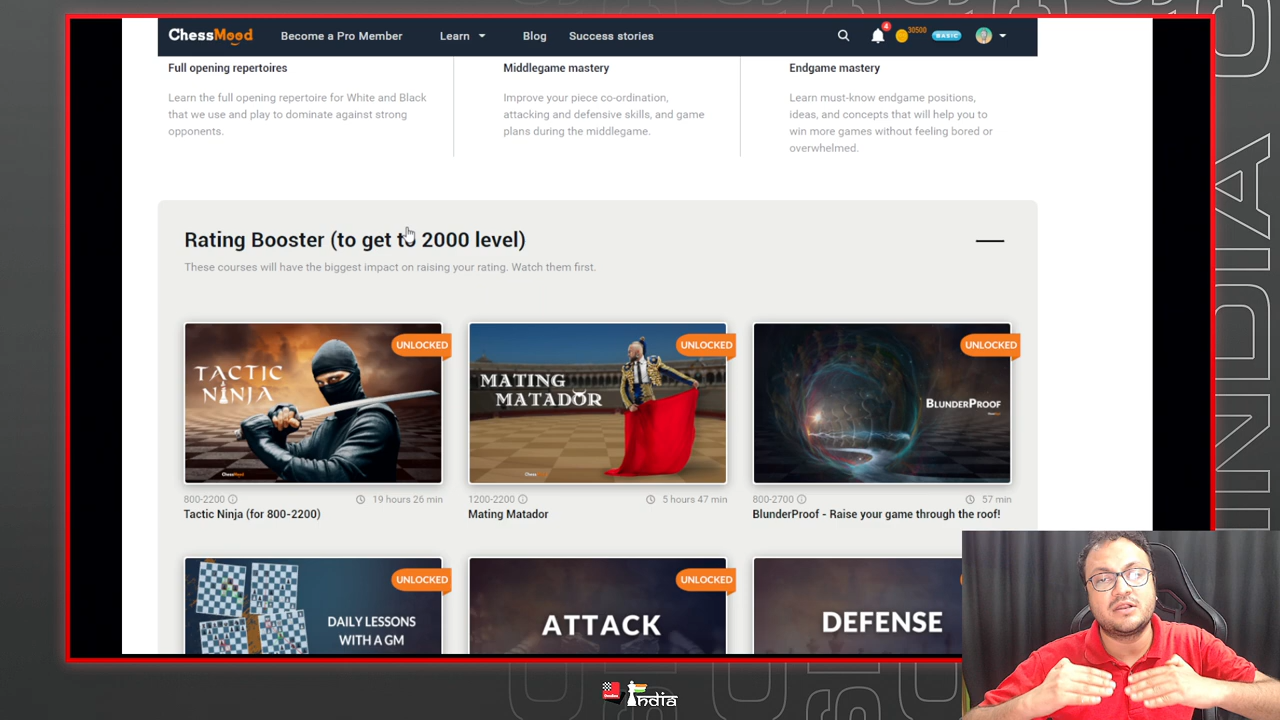 ChessMood
Become a Pro Member
Learn
Blog
Success stories
4
30500
BASIC
Full opening repertoires
Learn the full opening repertoire for White and Black
that we use and play to dominate against strong
opponents.
Middlegame mastery
Improve your piece co-ordination,
attacking and defensive skills, and game
plans during the middlegame.
Endgame mastery
Learn must-know endgame positions,
ideas, and concepts that will help you to
win more games without feeling bored or
overwhelmed.
Rating Booster (to get to 2000 level)
These courses will have the biggest impact on raising your rating. Watch them first.
UNLOCKED
TACTIC
NINJA
ChessMood
800-2200
19 hours 26 min
Tactic Ninja (for 800-2200)
UNLOCKED
MATING
MATADOR
Chess
1200-2200
5 hours 47 min
Mating Matador
UNLOCKED
BLUNDERPROOF
800-2700
57 min
BlunderProof - Raise your game through the roof!
UNLOCKED
DAILY LESSONS
WITH A GM
UNLOCKED
ATTACK
DEFENSE
India
INDIA